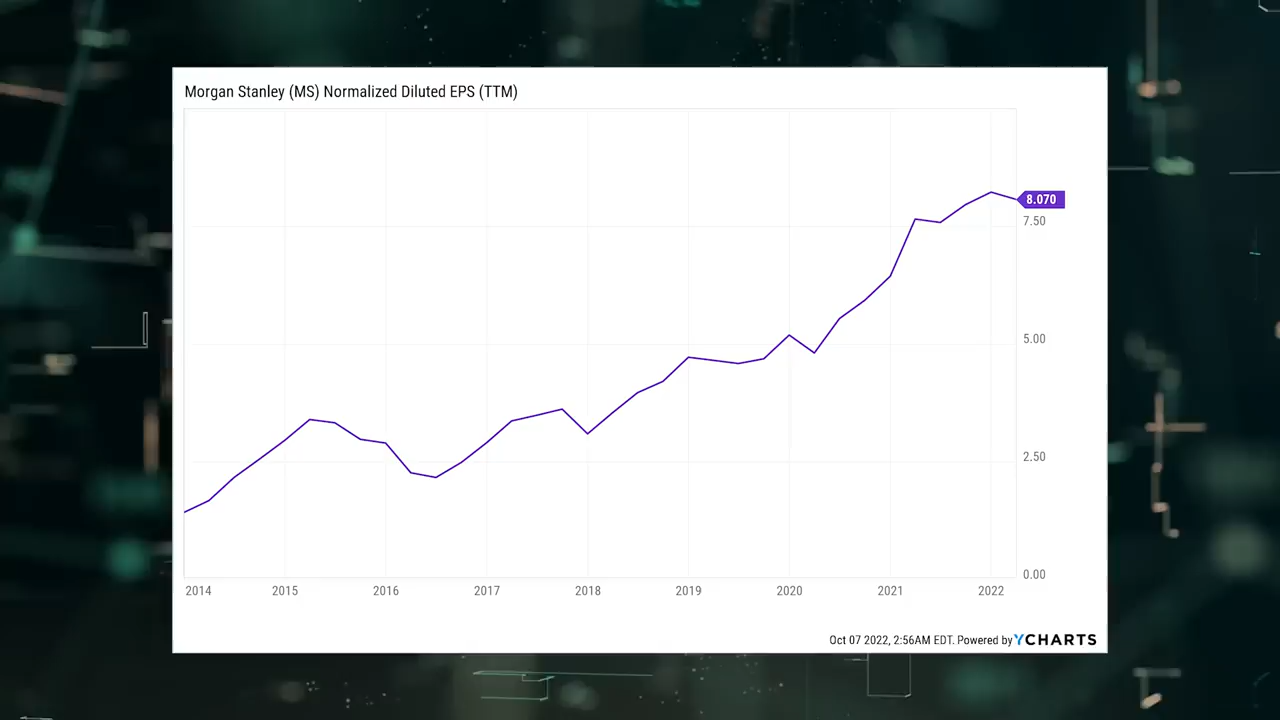 Morgan Stanley (MS) Normalized Diluted EPS (TTM)
8.070
7.50
5.00
2.50
0.00
2014 2015 2016 2017 2018 2019 2020 2021 2022
Oct 07 2022, 2:56AM EDT. Powered by YCHARTS